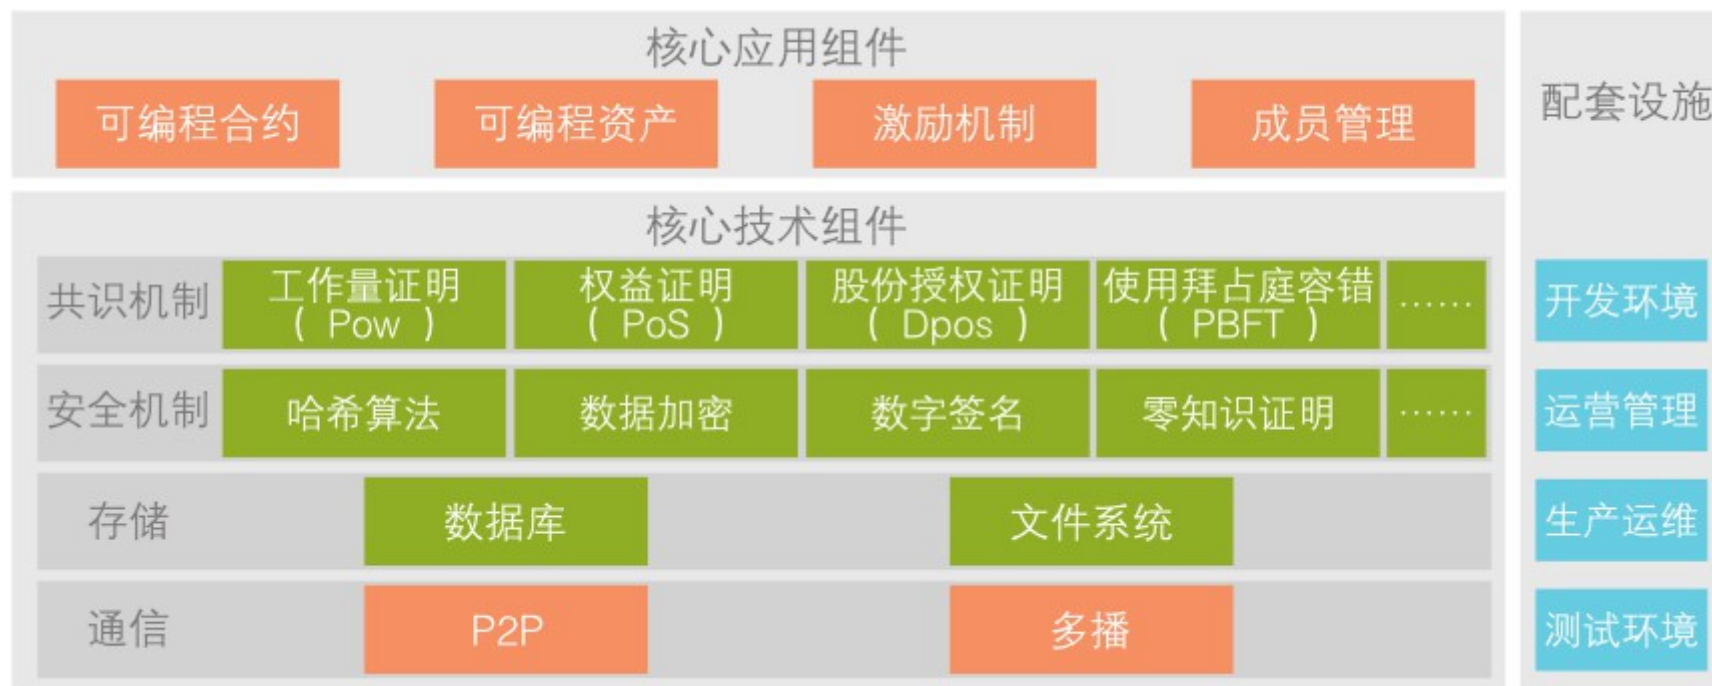 核心应用组件
可编程合约 可编程资产 激励机制 成员管理
核心技术组件
共识机制
工作量证明
( Pow )
权益证明
( PoS )
股份授权证明
( Dpos )
使用拜占庭容错
( PBFT )
……
安全机制 哈希算法 数据加密 数字签名 零知识证明 ……
存储 数据库 文件系统
通信 P2P 多播
配套设施
开发环境
运营管理
生产运维
测试环境